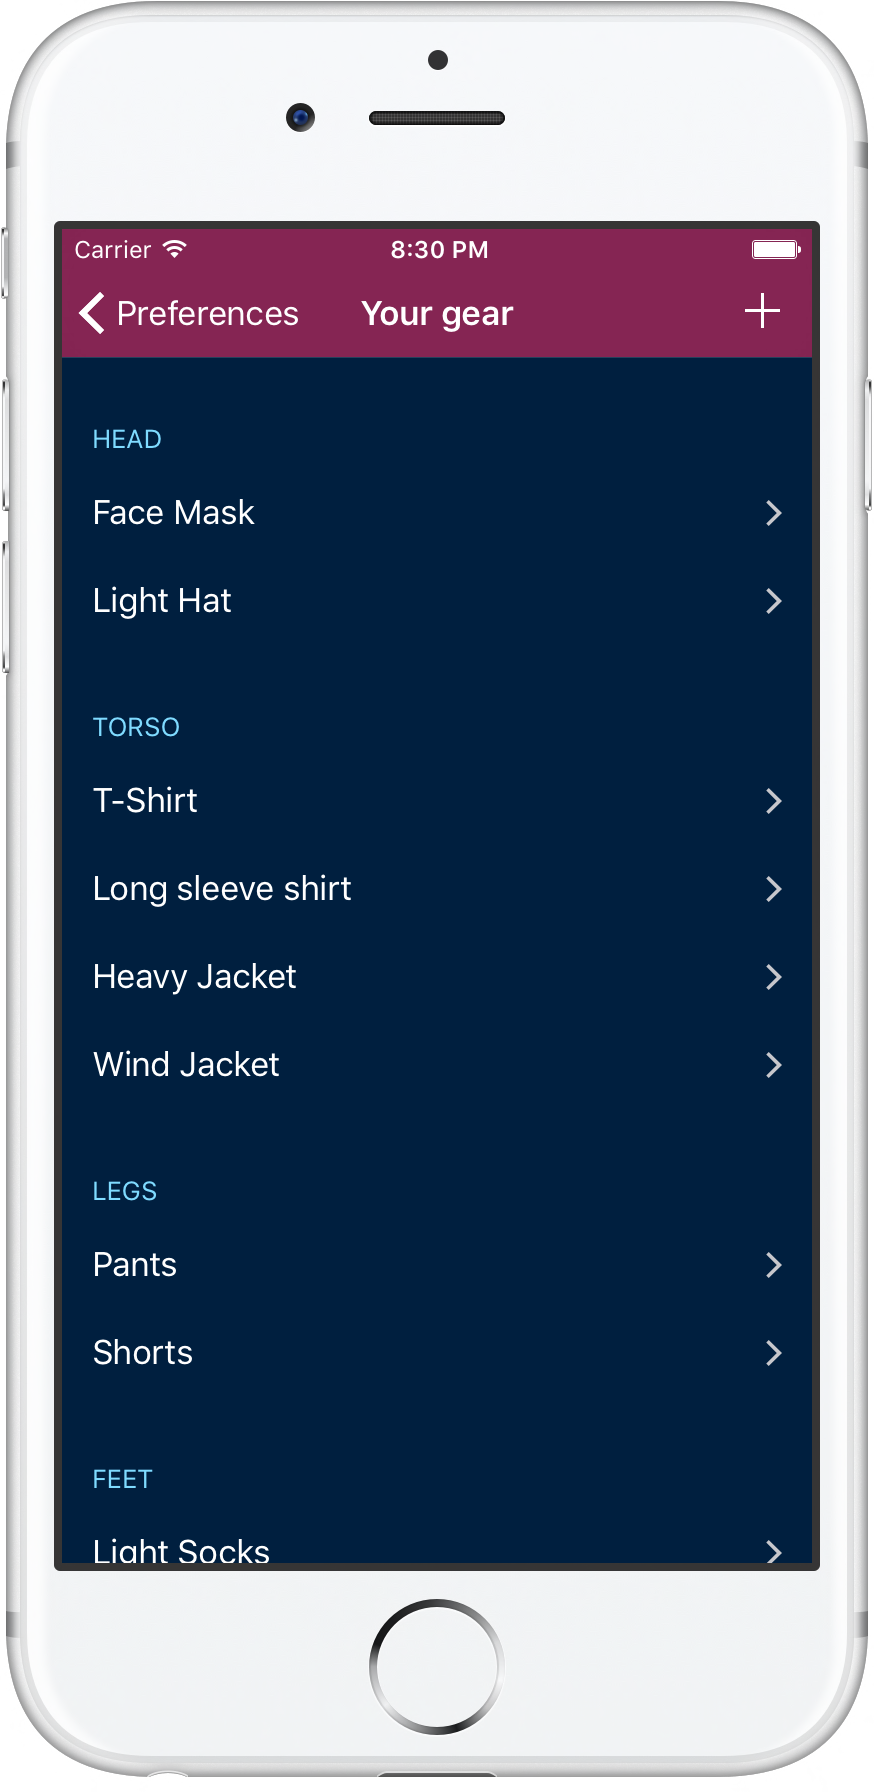 Carrier 8:30 PM
Preferences Your gear
HEAD
Face Mask
Light Hat
TORSO
T-Shirt
Long sleeve shirt
Heavy Jacket
Wind Jacket
LEGS
Pants
Shorts
FEET
Light Socks